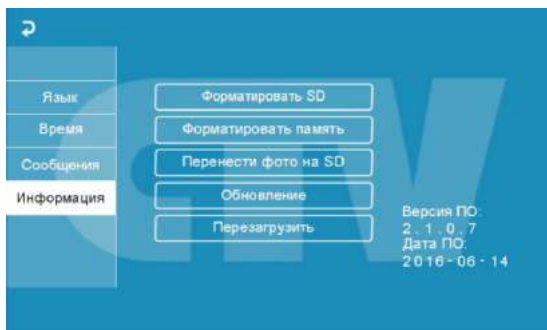 Язык
Время
Сообщения
Информация
Форматировать SD
Форматировать память
Перенести фото на SD
Обновление
Перезагрузить
Версия ПО:
2.1.0.7
Дата ПО:
2016-06-14